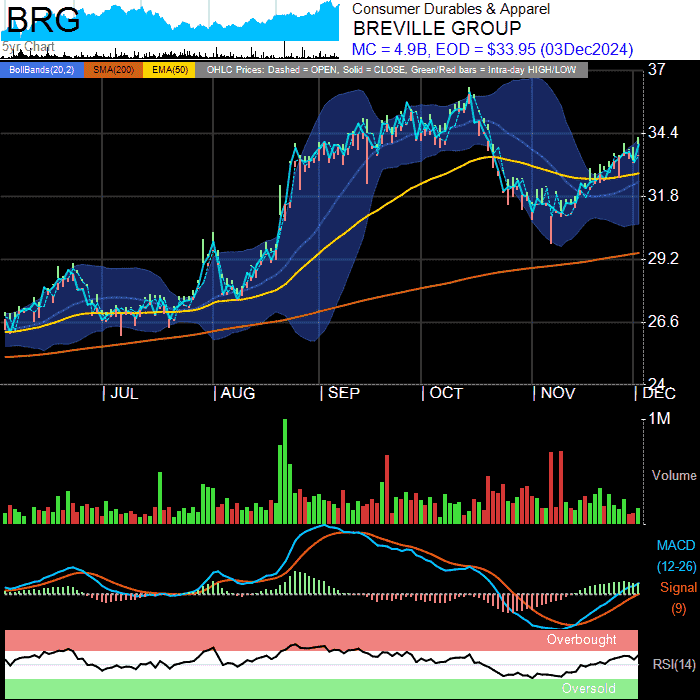 BRG
5yr Chart
Consumer Durables & Apparel
BREVILLE GROUP
MC = 4.9B, EOD = $33.95 (03Dec2024)
BollBands(20,2) SMA(200) EMA(50) OHLC Prices: Dashed = OPEN, Solid = CLOSE, Green/Red bars = Intra-day HIGH/LOW
37
34.4
31.8
29.2
26.6
24
JUL AUG SEP OCT NOV DEC
1M
Volume
MACD
(12-26)
Signal
(9)
Overbought
RSI(14)
Oversold